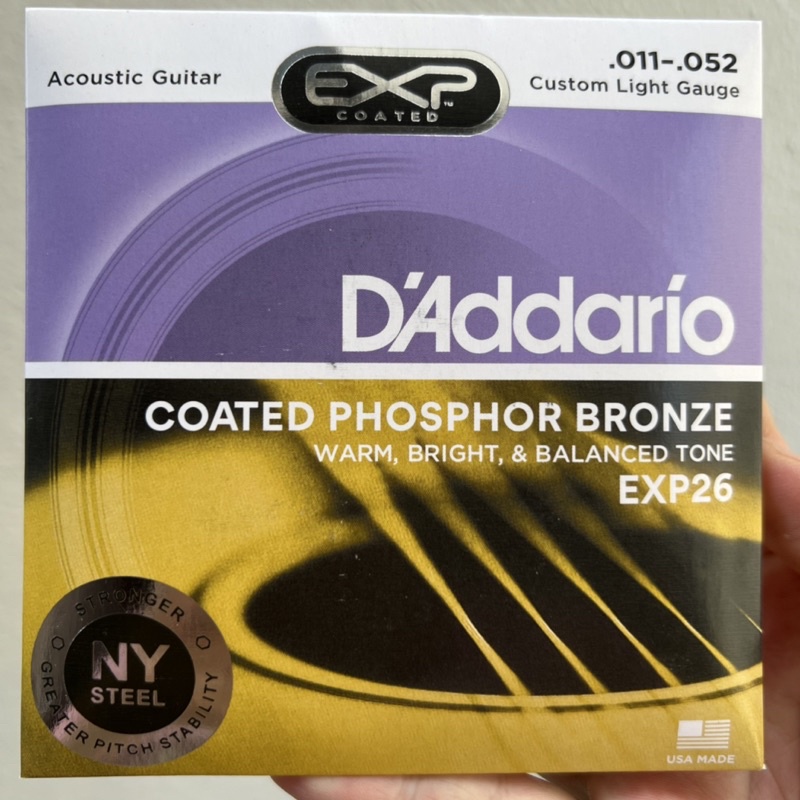 Acoustic Guitar
EXP™
COATED
.011-.052
Custom Light Gauge
D'Addario
COATED PHOSPHOR BRONZE
WARM, BRIGHT, & BALANCED TONE
EXP26
STRONGER
NY
STEEL
GREATER PITCH STABILITY
USA MADE